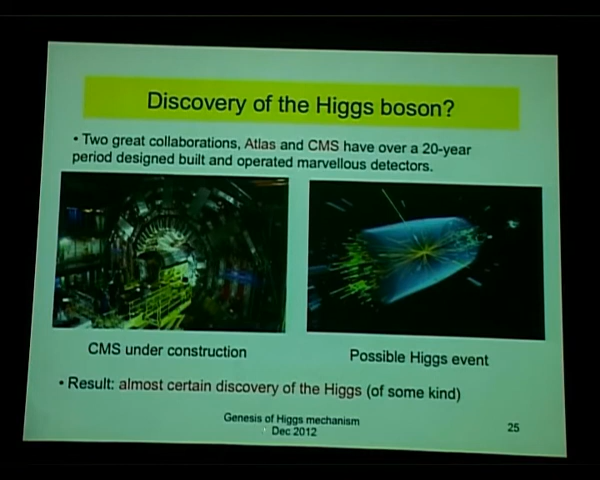 Discovery of the Higgs boson?
• Two great collaborations, Atlas and CMS have over a 20-year
period designed built and operated marvellous detectors.
CMS under construction
Possible Higgs event
• Result: almost certain discovery of the Higgs (of some kind)
Genesis of Higgs mechanism
Dec 2012
25